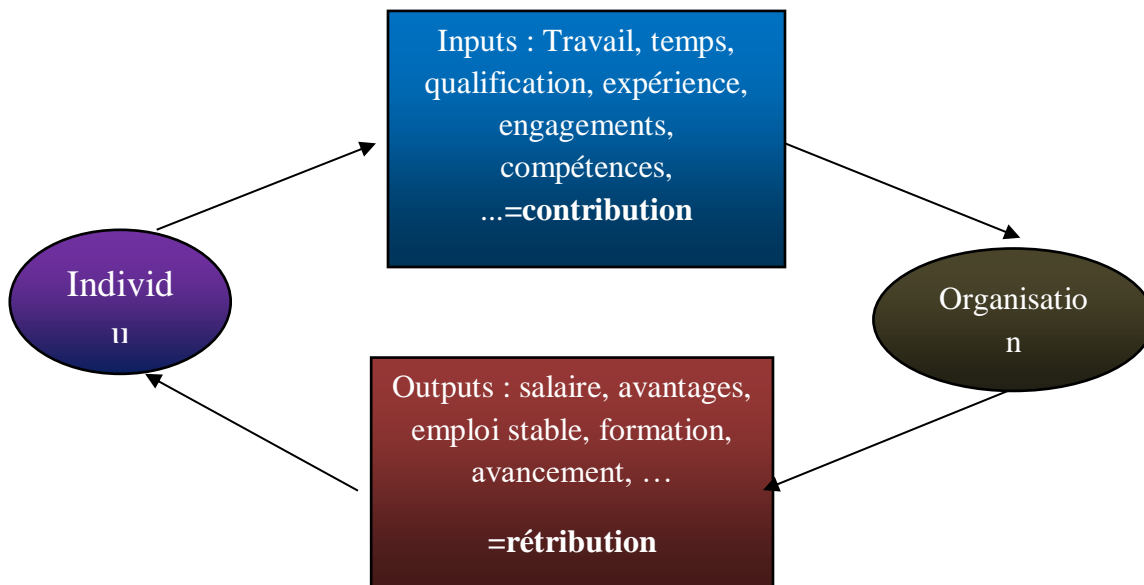 Inputs : Travail, temps,
qualification, expérience,
engagements,
compétences,
...=contribution
Individ
u
Organisatio
n
Outputs : salaire, avantages,
emploi stable, formation,
avancement, …
=rétribution